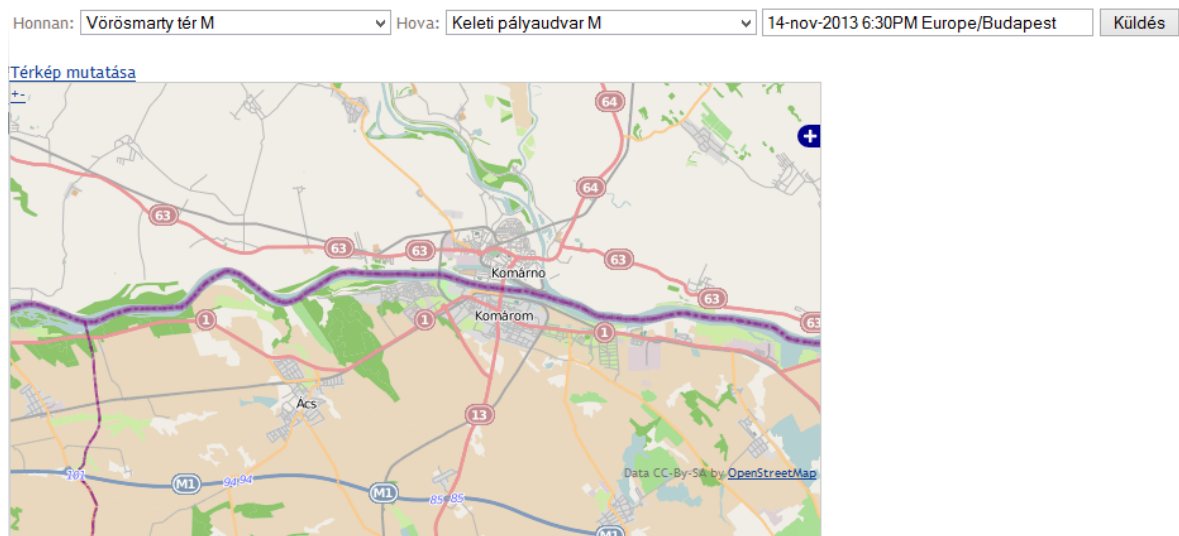 Honnan: Vörösmarty tér M Hova: Keleti pályaudvar M 14-nov-2013 6:30PM Europe/Budapest Küldés
Térkép mutatása
+-
+
64
64
63
63
63
63
63
63
Komárno
Komárom
1
1
1
Ács
13
Data CC-By-SA by OpenStreetMap
101
94 94
M1
M1
85 85
M1